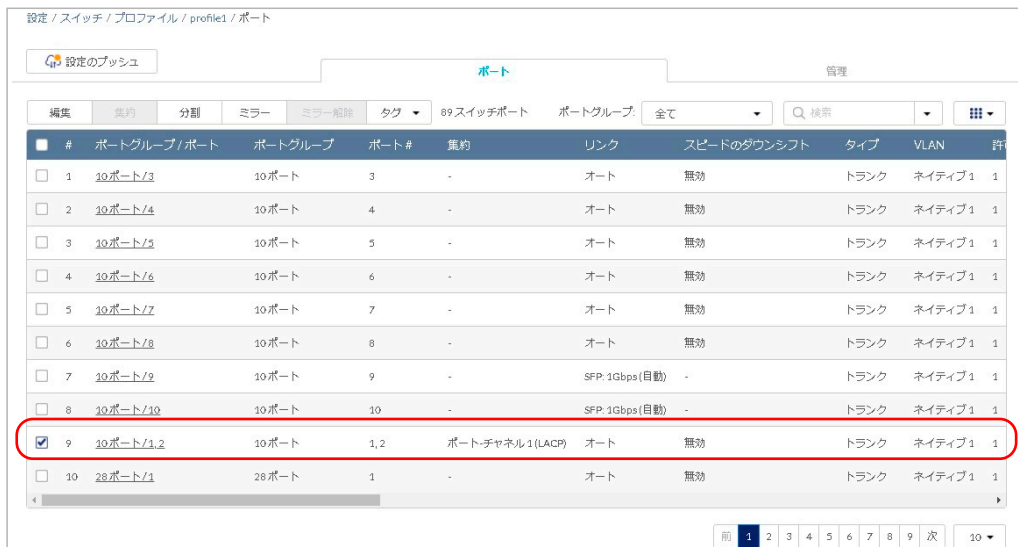 設定 / スイッチ / プロファイル / profile1 / ポート
設定のプッシュ
ポート 管理
編集 集約 分割 ミラー ミラー解除 タグ 89スイッチポート ポートグループ: 全て 検索
# ポートグループ / ポート ポートグループ ポート # 集約 リンク スピードのダウンシフト タイプ VLAN 許
1 10ポート/3 10ポート 3 - オート 無効 トランク ネイティブ 1 1
2 10ポート/4 10ポート 4 - オート 無効 トランク ネイティブ 1 1
3 10ポート/5 10ポート 5 - オート 無効 トランク ネイティブ 1 1
4 10ポート/6 10ポート 6 - オート 無効 トランク ネイティブ 1 1
5 10ポート/7 10ポート 7 - オート 無効 トランク ネイティブ 1 1
6 10ポート/8 10ポート 8 - オート 無効 トランク ネイティブ 1 1
7 10ポート/9 10ポート 9 - SFP: 1Gbps(自動) - トランク ネイティブ 1 1
8 10ポート/10 10ポート 10 - SFP: 1Gbps(自動) - トランク ネイティブ 1 1
9 10ポート/1,2 10ポート 1, 2 ポート-チャネル 1 (LACP) オート 無効 トランク ネイティブ 1 1
10 28ポート/1 28ポート 1 - オート 無効 トランク ネイティブ 1 1
前 1 2 3 4 5 6 7 8 9 次 10